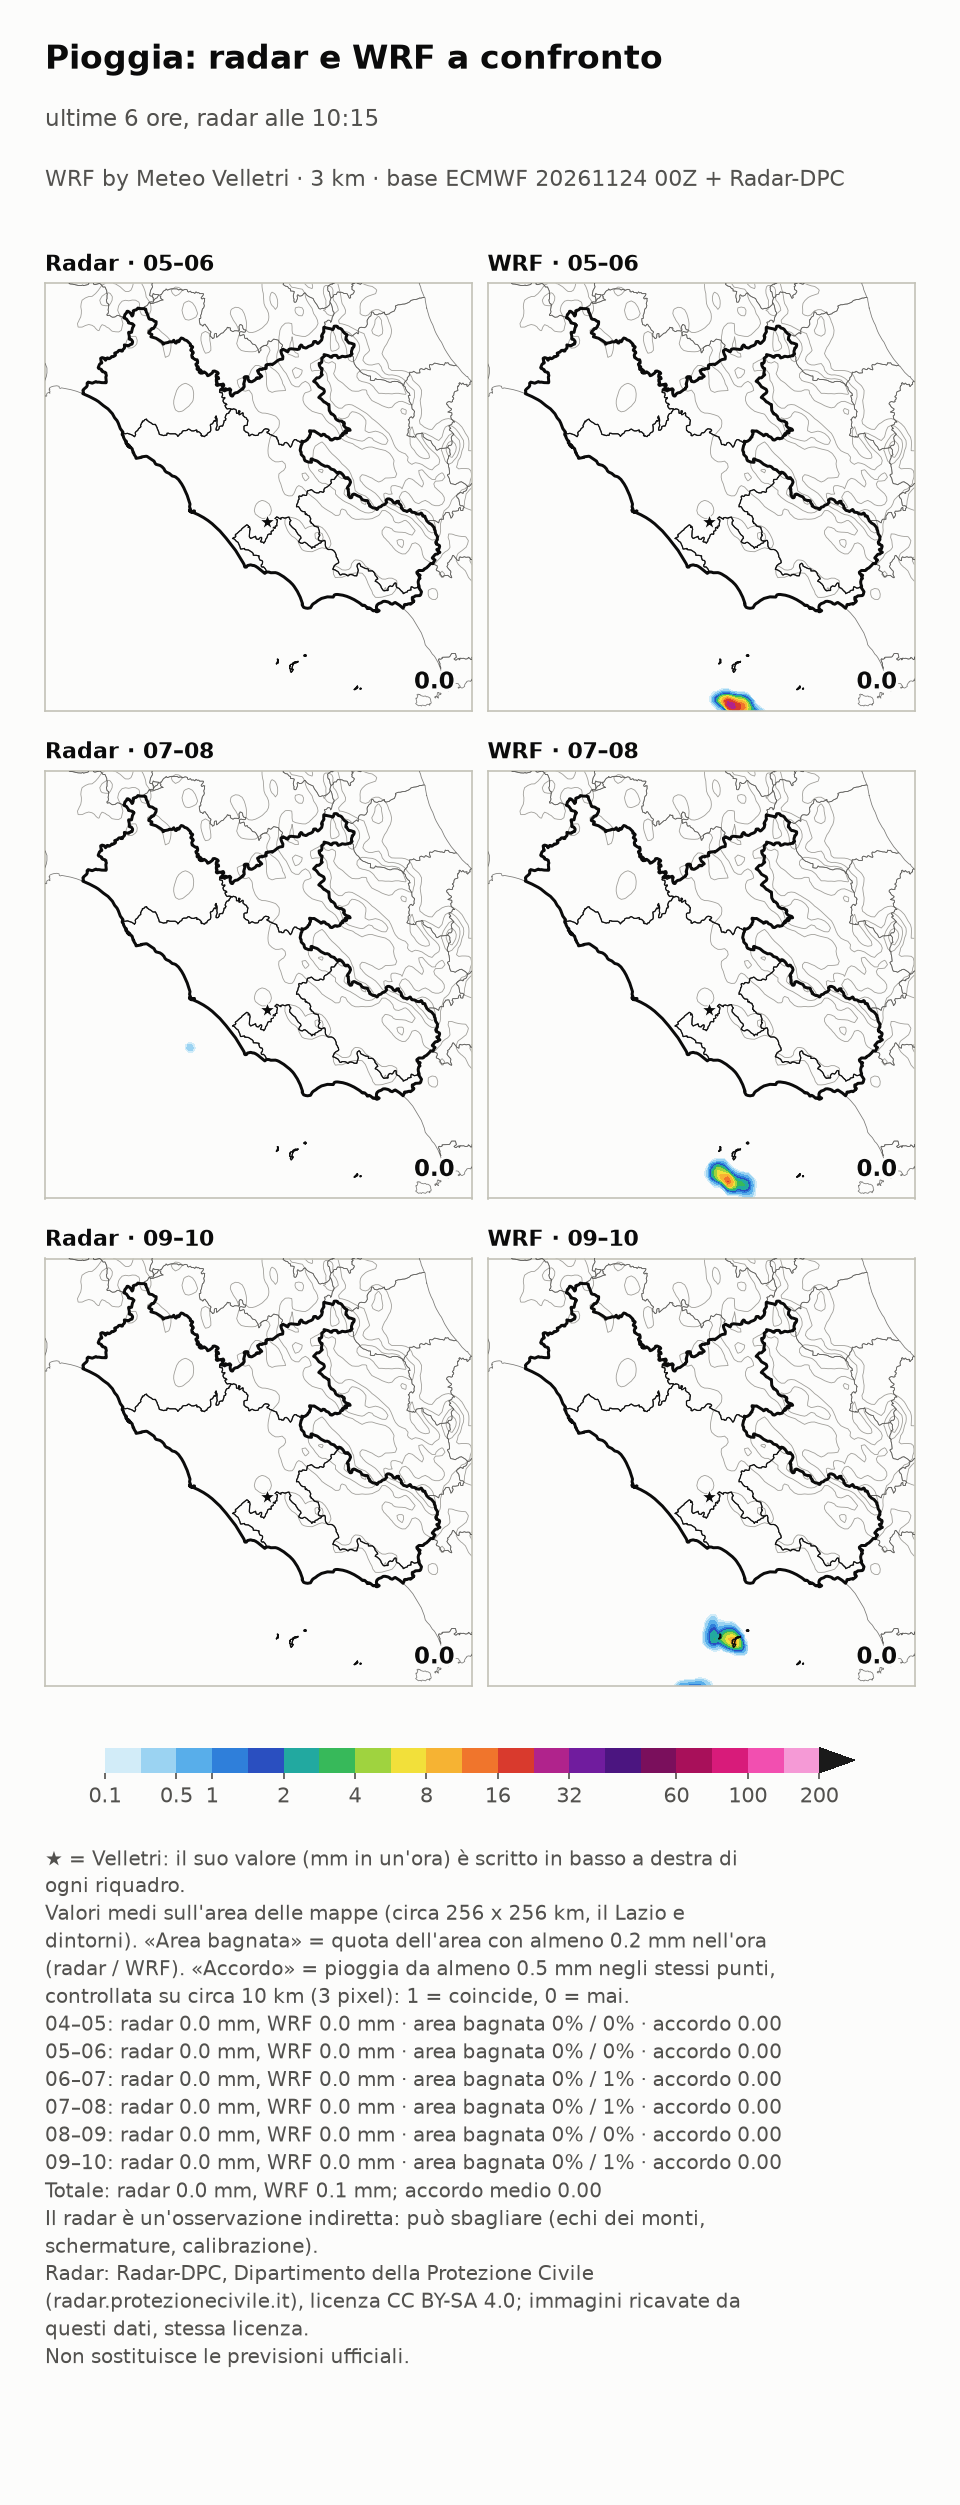 Pioggia: radar e WRF a confronto
ultime 6 ore, radar alle 10:15
WRF by Meteo Velletri · 3 km · base ECMWF 20261124 00Z + Radar-DPC
Radar · 05–06
WRF · 05–06
0.0
0.0
Radar · 07–08
WRF · 07–08
0.0
0.0
Radar · 09–10
WRF · 09–10
0.0
0.0
0.1 0.5 1 2 4 8 16 32 60 100 200
★ = Velletri: il suo valore (mm in un'ora) è scritto in basso a destra di
ogni riquadro.
Valori medi sull'area delle mappe (circa 256 x 256 km, il Lazio e
dintorni). «Area bagnata» = quota dell'area con almeno 0.2 mm nell'ora
(radar / WRF). «Accordo» = pioggia da almeno 0.5 mm negli stessi punti,
controllata su circa 10 km (3 pixel): 1 = coincide, 0 = mai.
04–05: radar 0.0 mm, WRF 0.0 mm · area bagnata 0% / 0% · accordo 0.00
05–06: radar 0.0 mm, WRF 0.0 mm · area bagnata 0% / 0% · accordo 0.00
06–07: radar 0.0 mm, WRF 0.0 mm · area bagnata 0% / 1% · accordo 0.00
07–08: radar 0.0 mm, WRF 0.0 mm · area bagnata 0% / 1% · accordo 0.00
08–09: radar 0.0 mm, WRF 0.0 mm · area bagnata 0% / 0% · accordo 0.00
09–10: radar 0.0 mm, WRF 0.0 mm · area bagnata 0% / 1% · accordo 0.00
Totale: radar 0.0 mm, WRF 0.1 mm; accordo medio 0.00
Il radar è un'osservazione indiretta: può sbagliare (echi dei monti,
schermature, calibrazione).
Radar: Radar-DPC, Dipartimento della Protezione Civile
(radar.protezionecivile.it), licenza CC BY-SA 4.0; immagini ricavate da
questi dati, stessa licenza.
Non sostituisce le previsioni ufficiali.